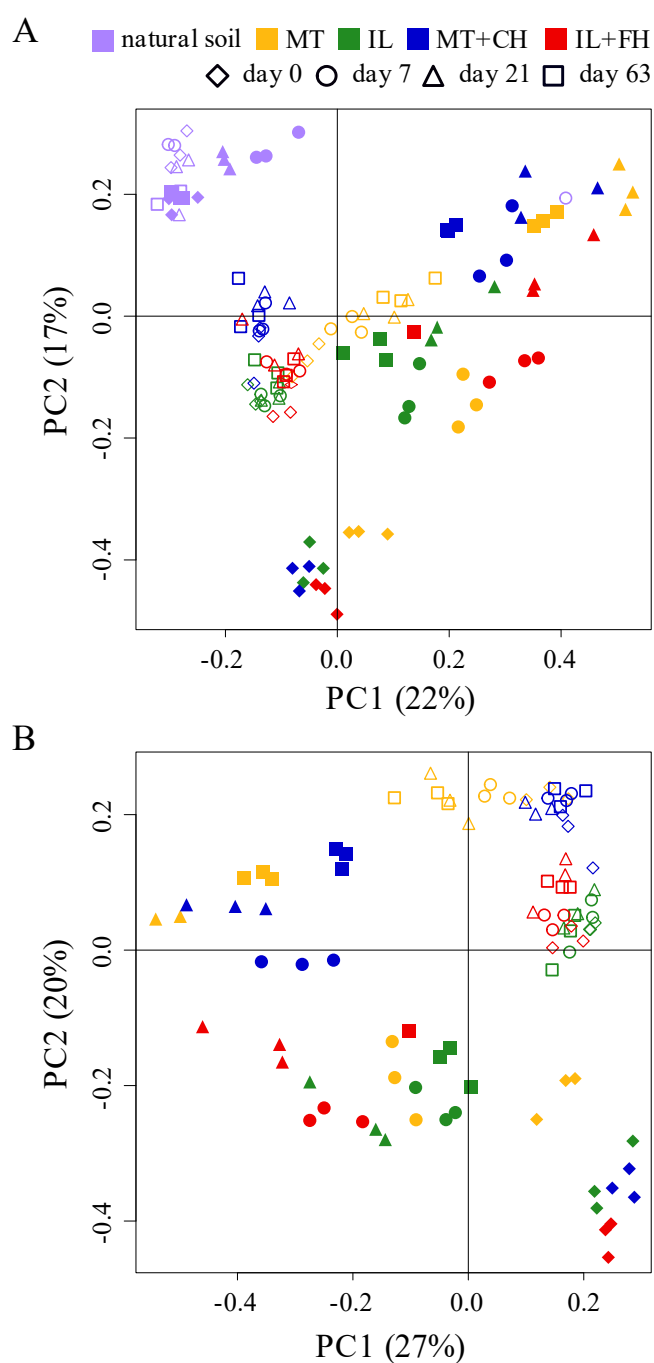 A
natural soil MT IL MT+CH IL+FH
day 0 day 7 day 21 day 63
0.2
0.0
-0.2
-0.4
PC2 (17%)
-0.2 0.0 0.2 0.4
PC1 (22%)
B
0.2
0.0
-0.2
-0.4
PC2 (20%)
-0.4 -0.2 0.0 0.2
PC1 (27%)